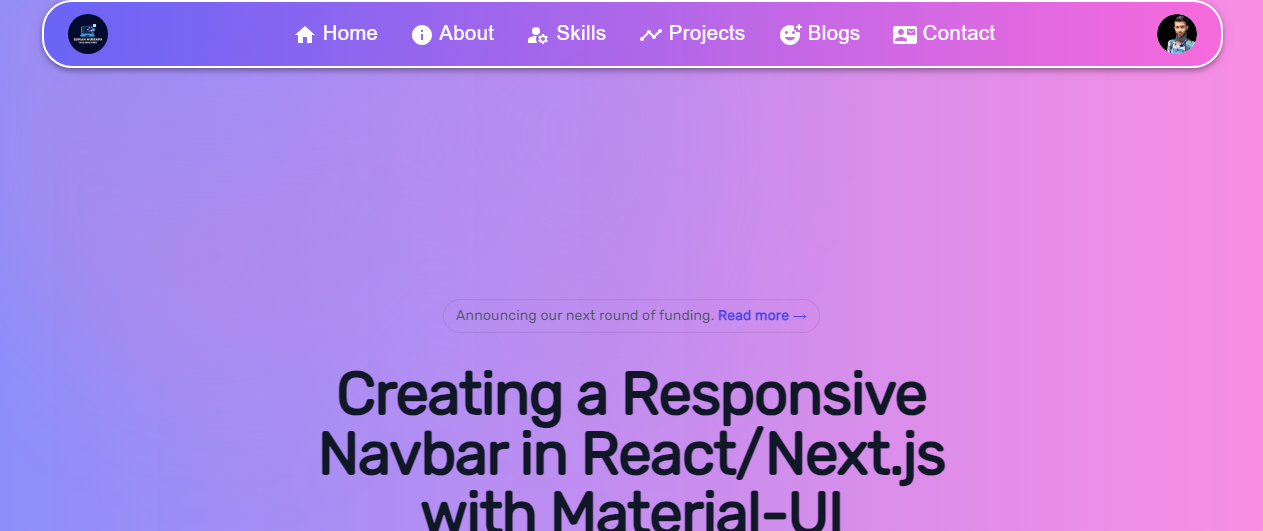 Home About Skills Projects Blogs Contact
Announcing our next round of funding. Read more →
Creating a Responsive
Navbar in React/Next.js
with Material-UI